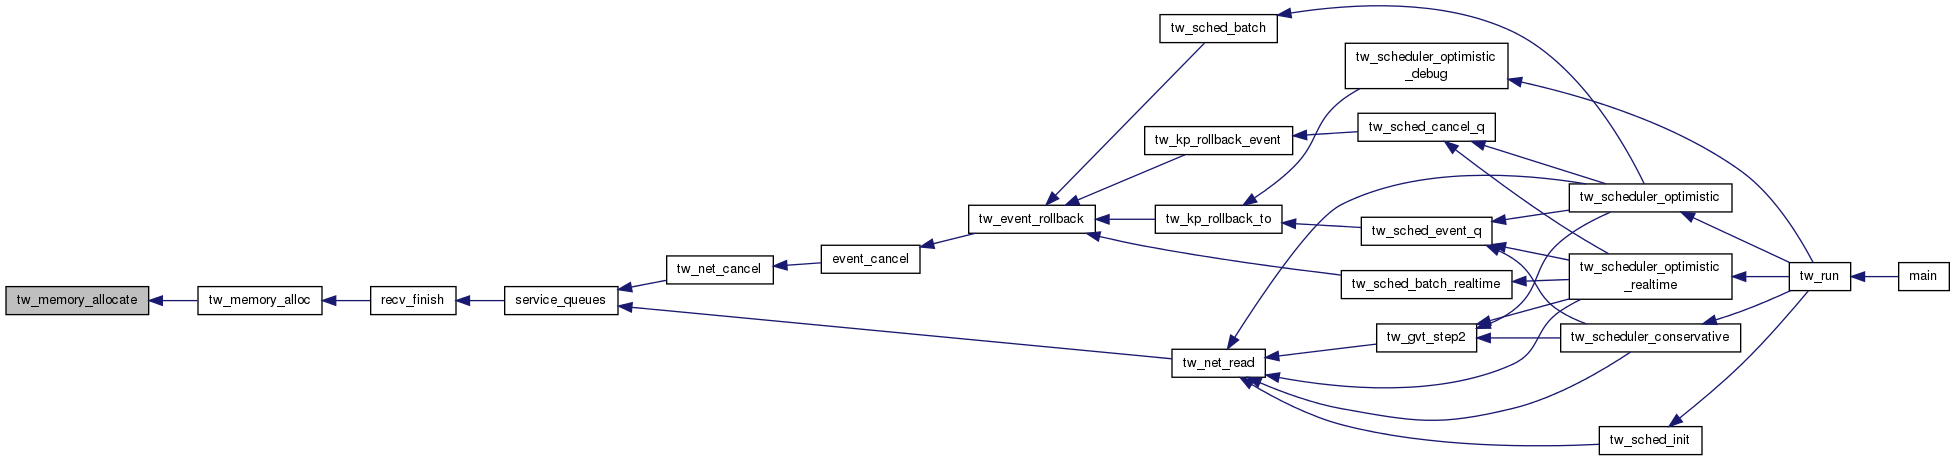 tw_memory_allocate
tw_memory_alloc
recv_finish
service_queues
tw_net_cancel
event_cancel
tw_event_rollback
tw_sched_batch
tw_kp_rollback_event
tw_kp_rollback_to
tw_sched_batch_realtime
tw_net_read
tw_scheduler_optimistic
_debug
tw_sched_cancel_q
tw_sched_event_q
tw_gvt_step2
tw_scheduler_optimistic
tw_scheduler_optimistic
_realtime
tw_scheduler_conservative
tw_sched_init
tw_run
main